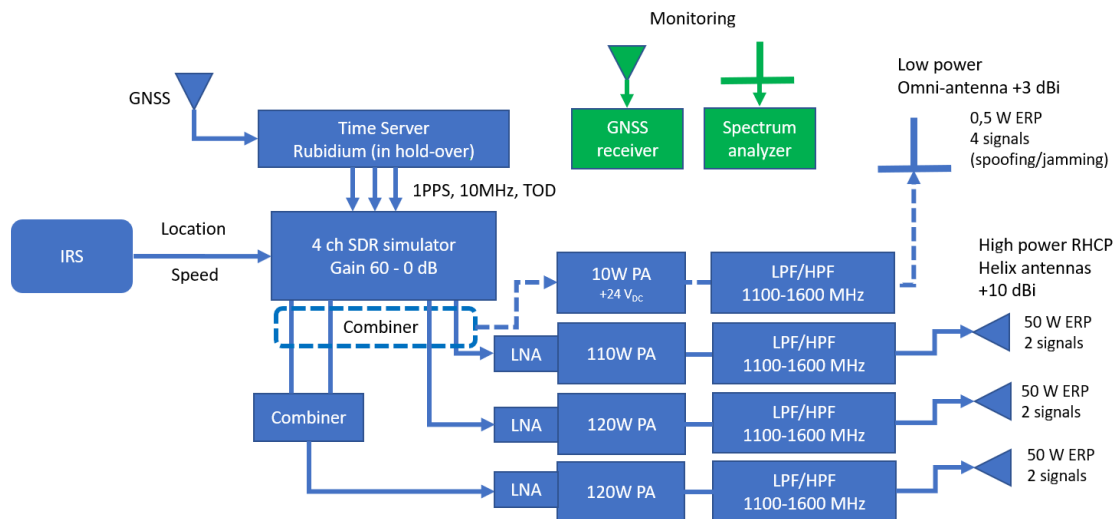 Monitoring
GNSS
Time Server
Rubidium (in hold-over)
GNSS
receiver
Spectrum
analyzer
Low power
Omni-antenna +3 dBi
0,5 W ERP
4 signals
(spoofing/jamming)
1PPS, 10MHz, TOD
IRS
Location
Speed
4 ch SDR simulator
Gain 60 - 0 dB
Combiner
10W PA
+24 VDC
LPF/HPF
1100-1600 MHz
High power RHCP
Helix antennas
+10 dBi
LNA
110W PA
LPF/HPF
1100-1600 MHz
50 W ERP
2 signals
Combiner
LNA
120W PA
LPF/HPF
1100-1600 MHz
50 W ERP
2 signals
LNA
120W PA
LPF/HPF
1100-1600 MHz
50 W ERP
2 signals